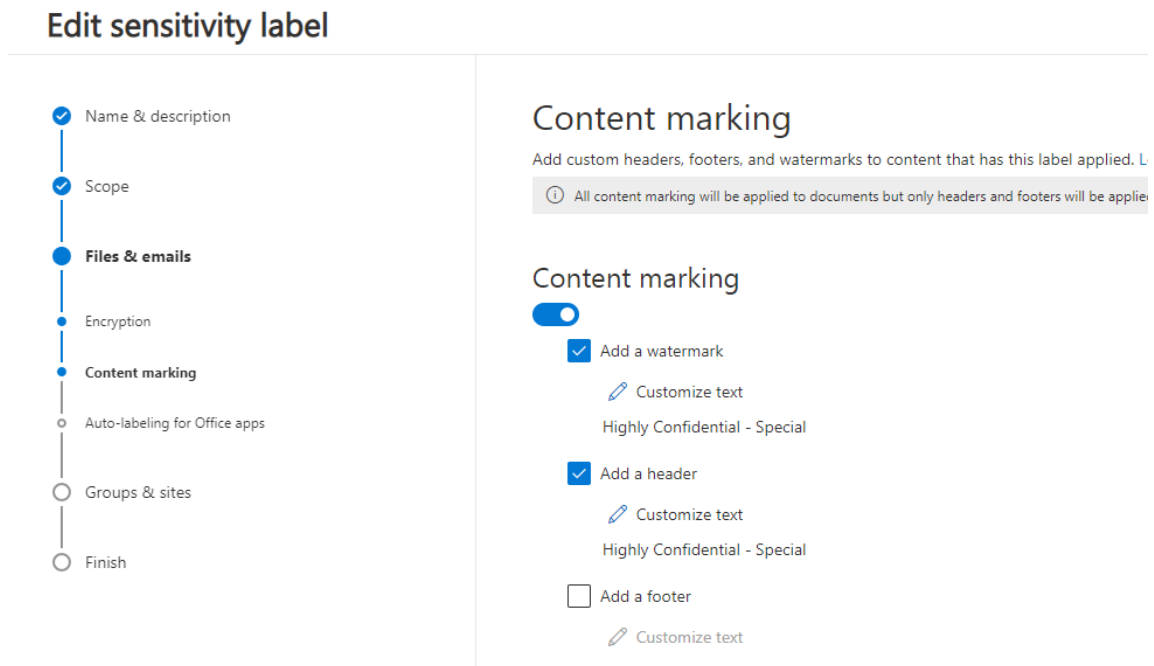 Edit sensitivity label
Name & description
Scope
Files & emails
Encryption
Content marking
Auto-labeling for Office apps
Groups & sites
Finish
Content marking
Add custom headers, footers, and watermarks to content that has this label applied.
All content marking will be applied to documents but only headers and footers will be
Content marking
Add a watermark
Customize text
Highly Confidential - Special
Add a header
Customize text
Highly Confidential - Special
Add a footer
Customize text